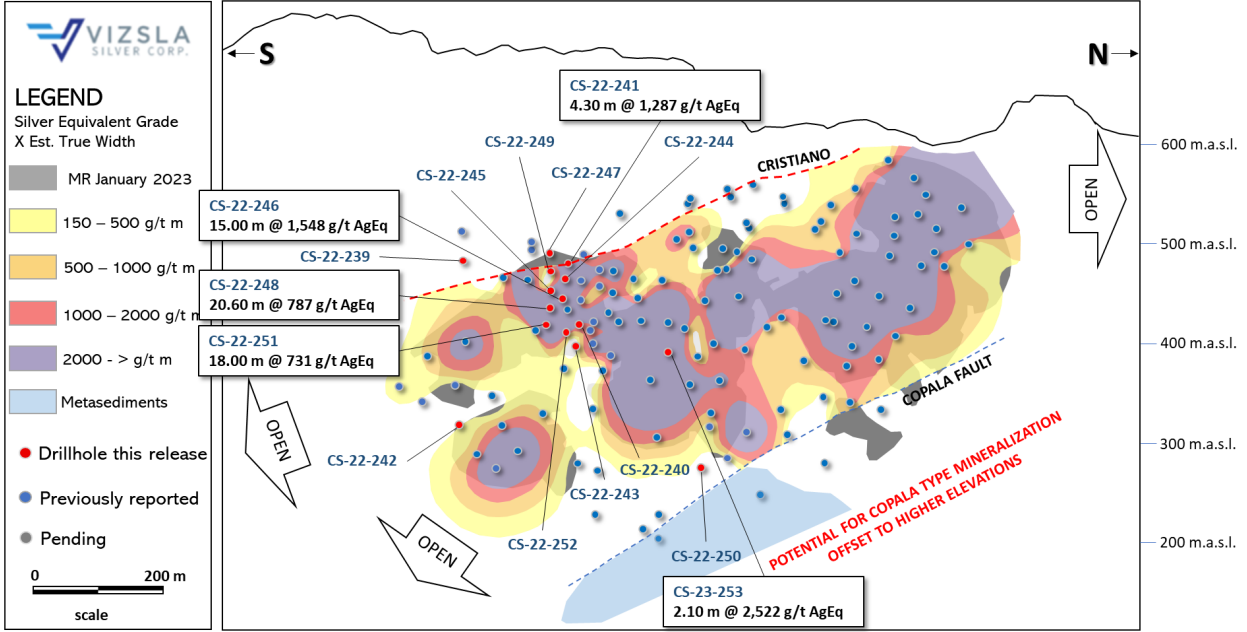 VIZSLA
SILVER CORP.
LEGEND
Silver Equivalent Grade
X Est. True Width
MR January 2023
150 – 500 g/t m
500 – 1000 g/t m
1000 – 2000 g/t m
2000 - > g/t m
Metasediments
Drillhole this release
Previously reported
Pending
0 200 m
scale
S
N
CS-22-241
4.30 m @ 1,287 g/t AgEq
CS-22-249
CS-22-244
CS-22-245
CS-22-247
CRISTIANO
CS-22-246
15.00 m @ 1,548 g/t AgEq
CS-22-239
CS-22-248
20.60 m @ 787 g/t AgEq
CS-22-251
18.00 m @ 731 g/t AgEq
600 m.a.s.l.
OPEN
500 m.a.s.l.
400 m.a.s.l.
COPALA FAULT
300 m.a.s.l.
200 m.a.s.l.
OPEN
CS-22-242
CS-22-240
CS-22-243
OPEN
CS-22-252
CS-22-250
POTENTIAL FOR COPALA TYPE MINERALIZATION
OFFSET TO HIGHER ELEVATIONS
CS-23-253
2.10 m @ 2,522 g/t AgEq